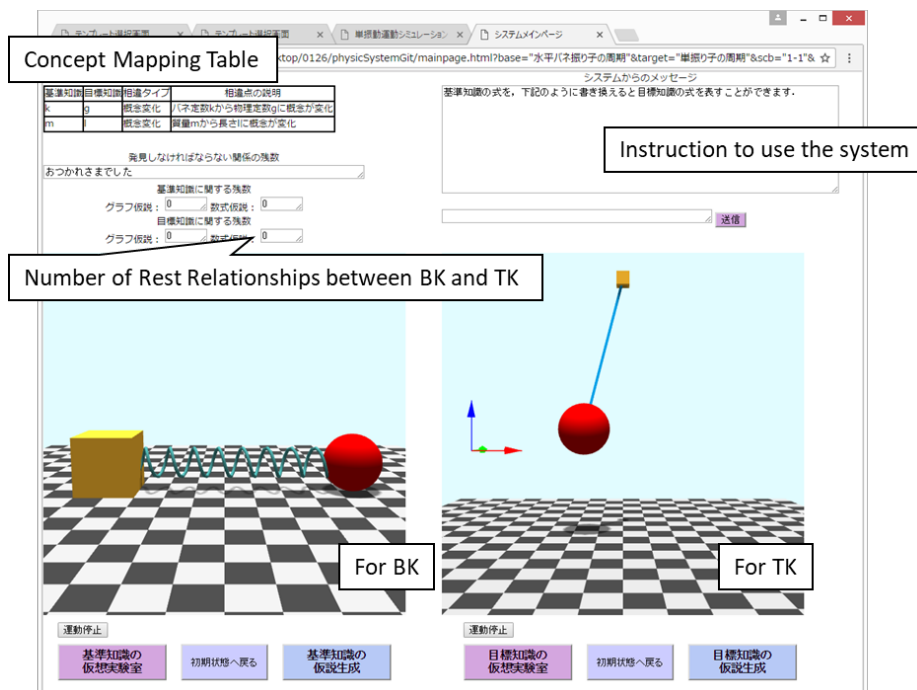 テンプレート選択画面
テンプレート選択画面
単振動運動シミュレーション
システムメインページ
Concept Mapping Table
ktop/0126/physicSystemGit/mainpage.html?base="水平バネ振り子の周期"&target="単振り子の周期"&scb="1-1"&
システムからのメッセージ
基準知識 目標知識 相違タイプ 相違点の説明
k g 概念変化 バネ定数kから物理定数gに概念が変化
m l 概念変化 質量mから長さlに概念が変化
基準知識の式を，下記のように書き換えると目標知識の式を表すことができます．
Instruction to use the system
発見しなければならない関係の残数
おつかれさまでした
基準知識に関する残数
グラフ仮説： 0 数式仮説： 0
目標知識に関する残数
グラフ仮説： 0 数式仮説： 0
送信
Number of Rest Relationships between BK and TK
For BK
For TK
運動停止
運動停止
基準知識の
仮想実験室
初期状態へ戻る
基準知識の
仮説生成
目標知識の
仮想実験室
初期状態へ戻る
目標知識の
仮説生成